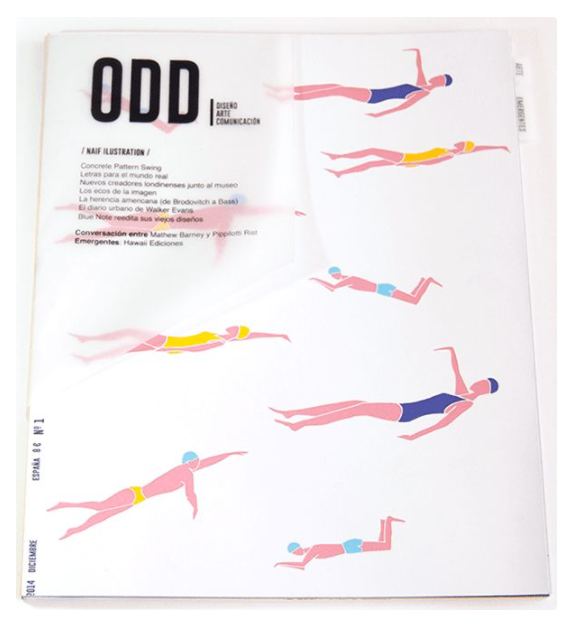 ODD
DISEÑO
ARTE
COMUNICACIÓN
/ NAIF ILUSTRATION /
Concrete Pattern Swing
Letras para el mundo real
Nuevos creadores londinenses junto al museo
Los ecos de la imagen
La herencia americana (de Brodovitch a Bass)
El diario urbano de Walker Evans
Blue Note reedita sus viejos diseños
Conversación entre Mathew Barney y Pippilotti Rist
Emergentes: Hawaii Ediciones
ARTE
EMERGENTES
ESPAÑA 8 € Nº 1
2014 DICIEMBRE